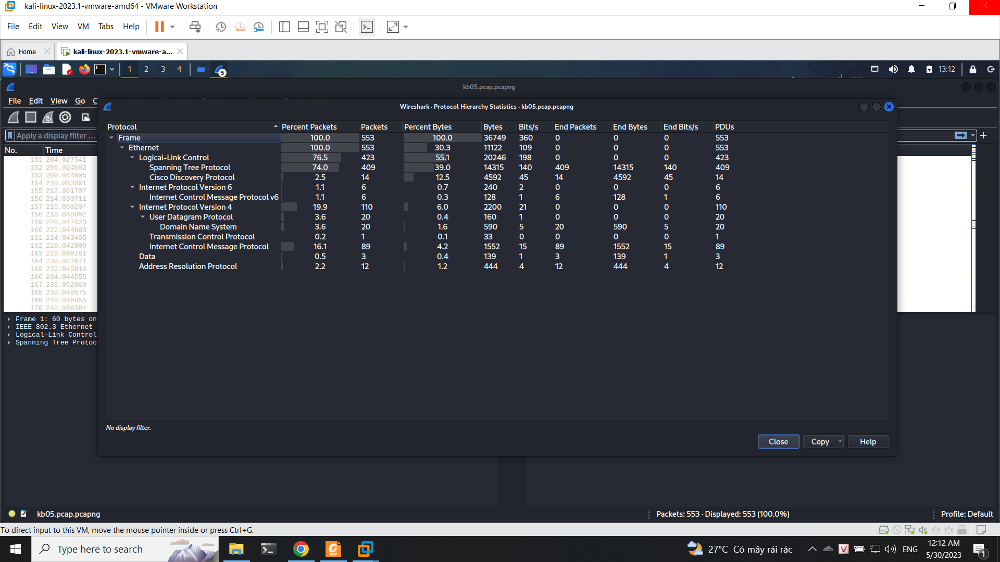 kali-linux-2023.1-vmware-amd64 - VMware Workstation
File Edit View VM Tabs Help
Home kali-linux-2023.1-vmware-a...
1 2 3 4 5 13:12
kb05.pcap.pcapng
File Edit View Go
Wireshark · Protocol Hierarchy Statistics · kb05.pcap.pcapng
Apply a display filter ...
Protocol Percent Packets Packets Percent Bytes Bytes Bits/s End Packets End Bytes End Bits/s PDUs
Frame 100.0 553 100.0 36749 360 0 0 0 553
Ethernet 100.0 553 30.3 11122 109 0 0 0 553
Logical-Link Control 76.5 423 55.1 20246 198 0 0 0 423
Spanning Tree Protocol 74.0 409 39.0 14315 140 409 14315 140 409
Cisco Discovery Protocol 2.5 14 12.5 4592 45 14 4592 45 14
Internet Protocol Version 6 1.1 6 0.7 240 2 0 0 0 6
Internet Control Message Protocol v6 1.1 6 0.3 128 1 6 128 1 6
Internet Protocol Version 4 19.9 110 6.0 2200 21 0 0 0 110
User Datagram Protocol 3.6 20 0.4 160 1 0 0 0 20
Domain Name System 3.6 20 1.6 590 5 20 590 5 20
Transmission Control Protocol 0.2 1 0.1 33 0 0 0 0 1
Internet Control Message Protocol 16.1 89 4.2 1552 15 89 1552 15 89
Data 0.5 3 0.4 139 1 3 139 1 3
Address Resolution Protocol 2.2 12 1.2 444 4 12 444 4 12
No. Time
151 204.027541
152 206.024682
153 208.044005
154 210.053061
155 212.061707
156 214.030711
157 216.050207
158 218.048892
159 220.047023
160 222.044883
161 224.043495
162 226.042009
163 228.069161
164 230.027671
165 232.045910
166 234.044555
167 236.052060
168 238.049575
169 240.046055
170 242.056384
Frame 1: 60 bytes on
IEEE 802.3 Ethernet
Logical-Link Control
Spanning Tree Protoc
No display filter.
Close Copy Help
kb05.pcap.pcapng Packets: 553 · Displayed: 553 (100.0%) Profile: Default
To direct input to this VM, move the mouse pointer inside or press Ctrl+G.
Type here to search PDF 27°C Có mây rải rác V ENG 12:12 AM
5/30/2023 1